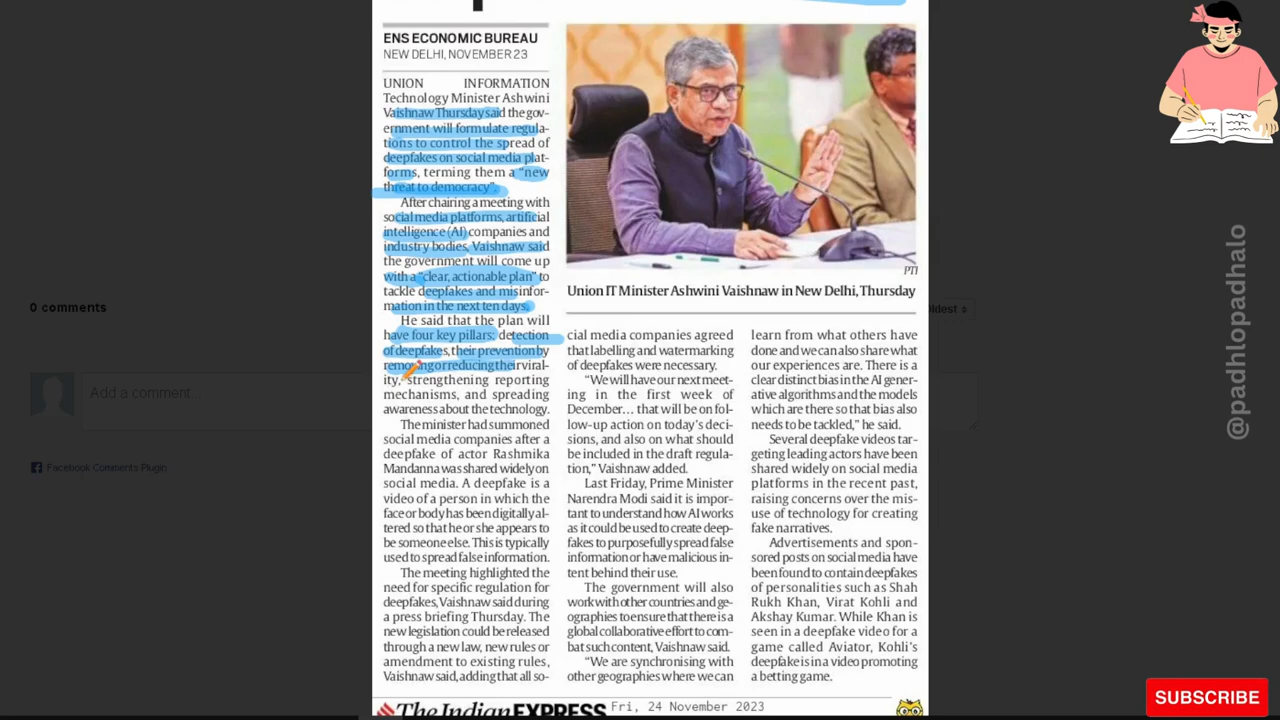 ENS ECONOMIC BUREAU
NEW DELHI, NOVEMBER 23
UNION INFORMATION
Technology Minister Ashwini
Vaishnaw Thursday said the gov-
ernment will formulate regula-
tions to control the spread of
deepfakes on social media plat-
forms, terming them a “new
threat to democracy”.
After chairing a meeting with
social media platforms, artificial
intelligence (AI) companies and
industry bodies, Vaishnaw said
the government will come up
with a “clear, actionable plan” to
tackle deepfakes and misinfor-
mation in the next ten days.
He said that the plan will
have four key pillars: detection
of deepfakes, their prevention by
removing or reducing their viral-
ity, strengthening reporting
mechanisms, and spreading
awareness about the technology.
The minister had summoned
social media companies after a
deepfake of actor Rashmika
Mandanna was shared widely on
social media. A deepfake is a
video of a person in which the
face or body has been digitally al-
tered so that he or she appears to
be someone else. This is typically
used to spread false information.
The meeting highlighted the
need for specific regulation for
deepfakes, Vaishnaw said during
a press briefing Thursday. The
new legislation could be released
through a new law, new rules or
amendment to existing rules,
Vaishnaw said, adding that all so-
PTI
Union IT Minister Ashwini Vaishnaw in New Delhi, Thursday
cial media companies agreed
that labelling and watermarking
of deepfakes were necessary.
“We will have our next meet-
ing in the first week of
December... that will be on fol-
low-up action on today’s deci-
sions, and also on what should
be included in the draft regula-
tion,” Vaishnaw added.
Last Friday, Prime Minister
Narendra Modi said it is impor-
tant to understand how AI works
as it could be used to create deep-
fakes to purposefully spread false
information or have malicious in-
tent behind their use.
The government will also
work with other countries and ge-
ographies to ensure that there is a
global collaborative effort to com-
bat such content, Vaishnaw said.
“We are synchronising with
other geographies where we can
learn from what others have
done and we can also share what
our experiences are. There is a
clear distinct bias in the AI gener-
ative algorithms and the models
which are there so that bias also
needs to be tackled,” he said.
Several deepfake videos tar-
geting leading actors have been
shared widely on social media
platforms in the recent past,
raising concerns over the mis-
use of technology for creating
fake narratives.
Advertisements and spon-
sored posts on social media have
been found to contain deepfakes
of personalities such as Shah
Rukh Khan, Virat Kohli and
Akshay Kumar. While Khan is
seen in a deepfake video for a
game called Aviator, Kohli’s
deepfake is in a video promoting
a betting game.
The Indian EXPRESS
Fri, 24 November 2023
0 comments
ldest
Add a comment...
Facebook Comments Plugin
@padhlopadhalo
SUBSCRIBE